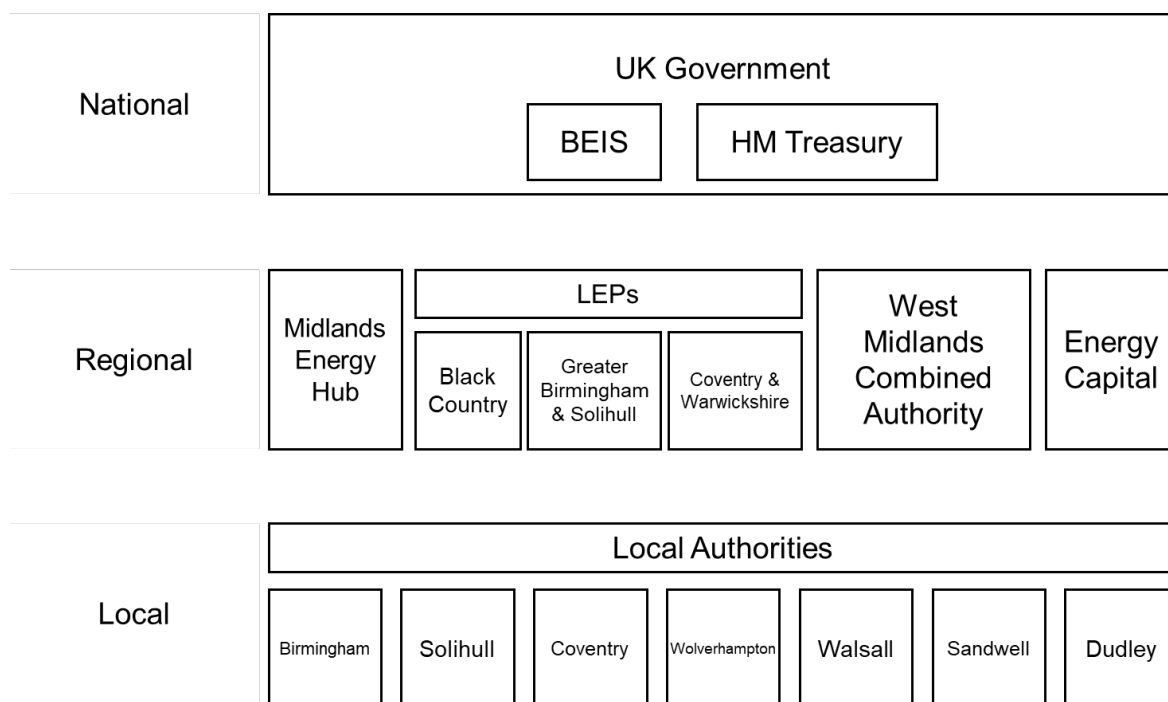 National
UK Government
BEIS
HM Treasury
Regional
Midlands
Energy
Hub
LEPs
Black
Country
Greater
Birmingham
& Solihull
Coventry &
Warwickshire
West
Midlands
Combined
Authority
Energy
Capital
Local
Local Authorities
Birmingham
Solihull
Coventry
Wolverhampton
Walsall
Sandwell
Dudley